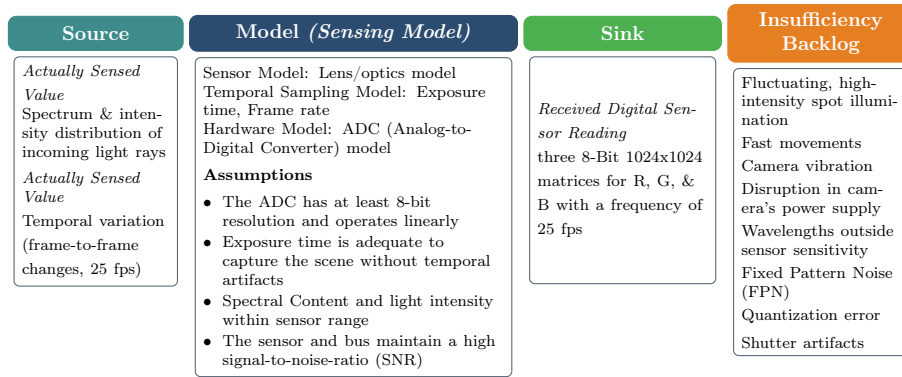 Source
Actually Sensed
Value
Spectrum & inten-
sity distribution of
incoming light rays
Actually Sensed
Value
Temporal variation
(frame-to-frame
changes, 25 fps)
Model (Sensing Model)
Sensor Model: Lens/optics model
Temporal Sampling Model: Exposure
time, Frame rate
Hardware Model: ADC (Analog-to-
Digital Converter) model
Assumptions
• The ADC has at least 8-bit
resolution and operates linearly
• Exposure time is adequate to
capture the scene without temporal
artifacts
• Spectral Content and light intensity
within sensor range
• The sensor and bus maintain a high
signal-to-noise-ratio (SNR)
Sink
Received Digital Sen-
sor Reading
three 8-Bit 1024x1024
matrices for R, G, &
B with a frequency of
25 fps
Insufficiency
Backlog
Fluctuating, high-
intensity spot illumi-
nation
Fast movements
Camera vibration
Disruption in cam-
era's power supply
Wavelengths outside
sensor sensitivity
Fixed Pattern Noise
(FPN)
Quantization error
Shutter artifacts